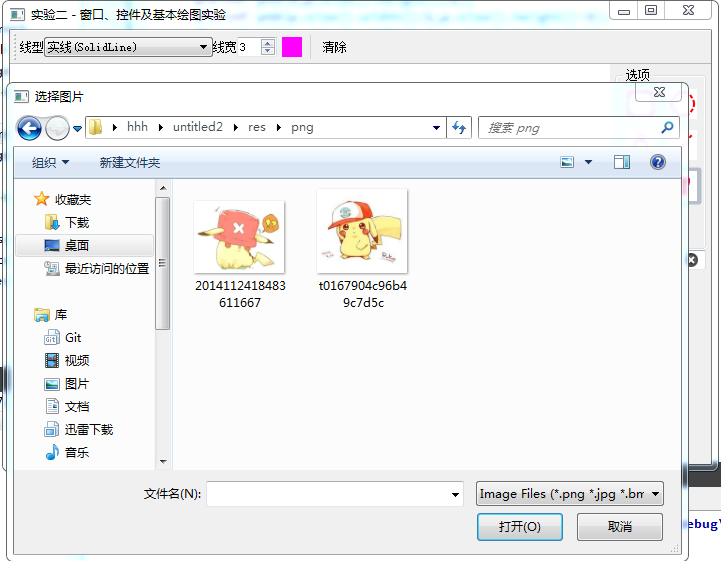 实验二 - 窗口、控件及基本绘图实验
线型 实线(SolidLine) 线宽 3 清除
选项
选择图片
hhh untitled2 res png 搜索 png
组织 新建文件夹
收藏夹
下载
桌面
最近访问的位置
库
Git
视频
图片
文档
迅雷下载
音乐
2014112418483
611667
t0167904c96b4
9c7d5c
文件名(N):
Image Files (*.png *.jpg *.bm
打开(O) 取消
ebug\